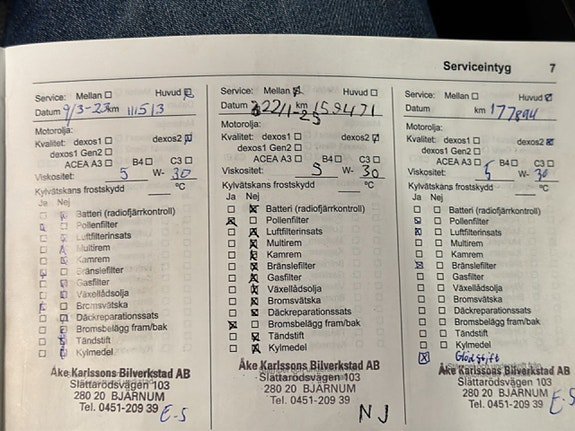 Serviceintyg 7
Service: Mellan Huvud
Datum 9/3-23 km 111513
Motorolja:
Kvalitet: dexos1 dexos2
dexos1 Gen2
ACEA A3 B4 C3
Viskositet: 5 W- 30
Kylvätskans frostskydd °C
Ja Nej
Batteri (radiofjärrkontroll)
Pollenfilter
Luftfilterinsats
Multirem
Kamrem
Bränslefilter
Gasfilter
Växellådsolja
Bromsvätska
Däckreparationssats
Bromsbelägg fram/bak
Tändstift
Kylmedel
Åke Karlssons Bilverkstad AB
Slättarödsvägen 103
280 20 BJÄRNUM
Tel. 0451-209 39
E-S
Service: Mellan Huvud
Datum 22/1-25 km 159471
Motorolja:
Kvalitet: dexos1 dexos2
dexos1 Gen2
ACEA A3 B4 C3
Viskositet: 5 W- 30
Kylvätskans frostskydd °C
Ja Nej
Batteri (radiofjärrkontroll)
Pollenfilter
Luftfilterinsats
Multirem
Kamrem
Bränslefilter
Gasfilter
Växellådsolja
Bromsvätska
Däckreparationssats
Bromsbelägg fram/bak
Tändstift
Kylmedel
Åke Karlssons Bilverkstad AB
Slättarödsvägen 103
280 20 BJÄRNUM
Tel. 0451-209 39
NJ
Service: Mellan Huvud
Datum km 177894
Motorolja:
Kvalitet: dexos1 dexos2
dexos1 Gen2
ACEA A3 B4 C3
Viskositet: 5 W- 30
Kylvätskans frostskydd °C
Ja Nej
Batteri (radiofjärrkontroll)
Pollenfilter
Luftfilterinsats
Multirem
Kamrem
Bränslefilter
Gasfilter
Växellådsolja
Bromsvätska
Däckreparationssats
Bromsbelägg fram/bak
Tändstift
Kylmedel
Glödstift
Åke Karlssons Bilverkstad AB
Slättarödsvägen 103
280 20 BJÄRNUM
Tel. 0451-209 39
E-S